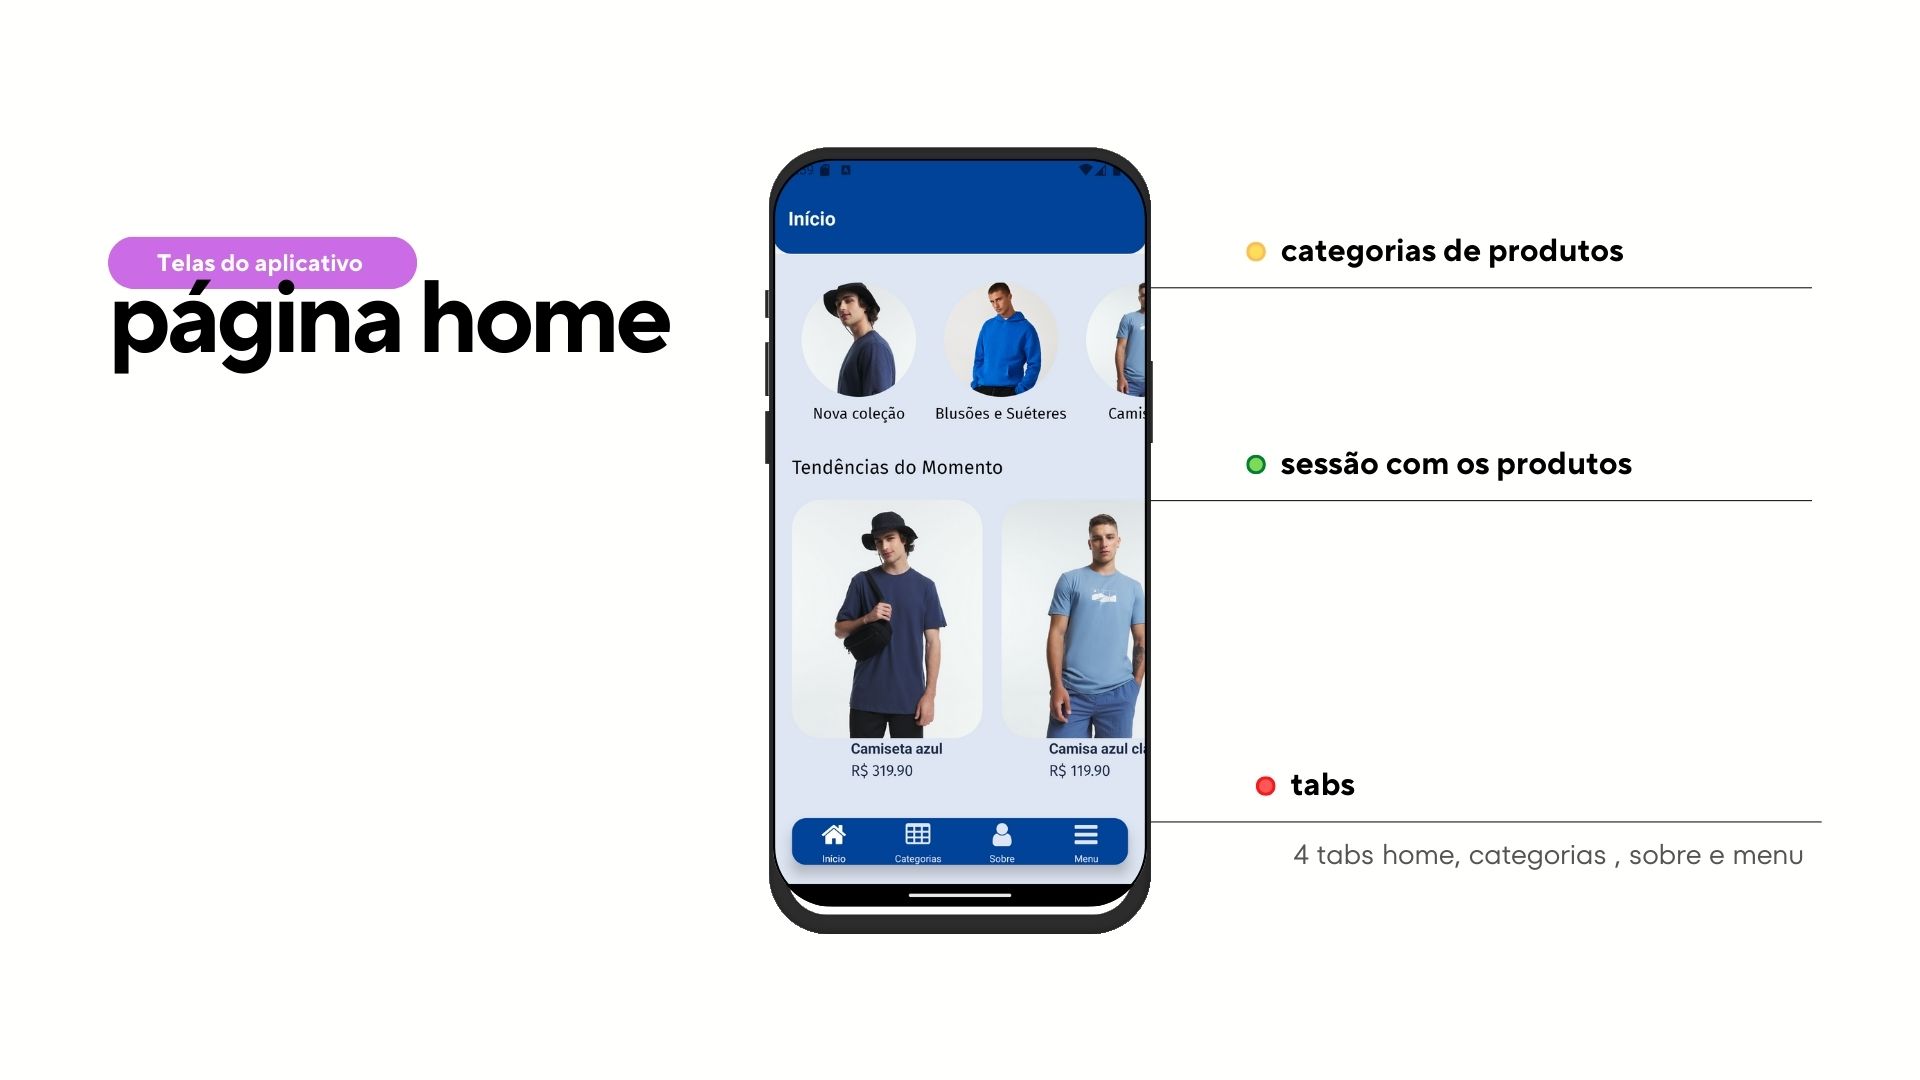 Telas do aplicativo
página home
Início
Nova coleção
Blusões e Suéteres
Tendências do Momento
Camiseta azul
R$ 319.90
Camisa azul
R$ 119.90
Início
Categorias
Sobre
Menu
categorias de produtos
sessão com os produtos
tabs
4 tabs home, categorias , sobre e menu